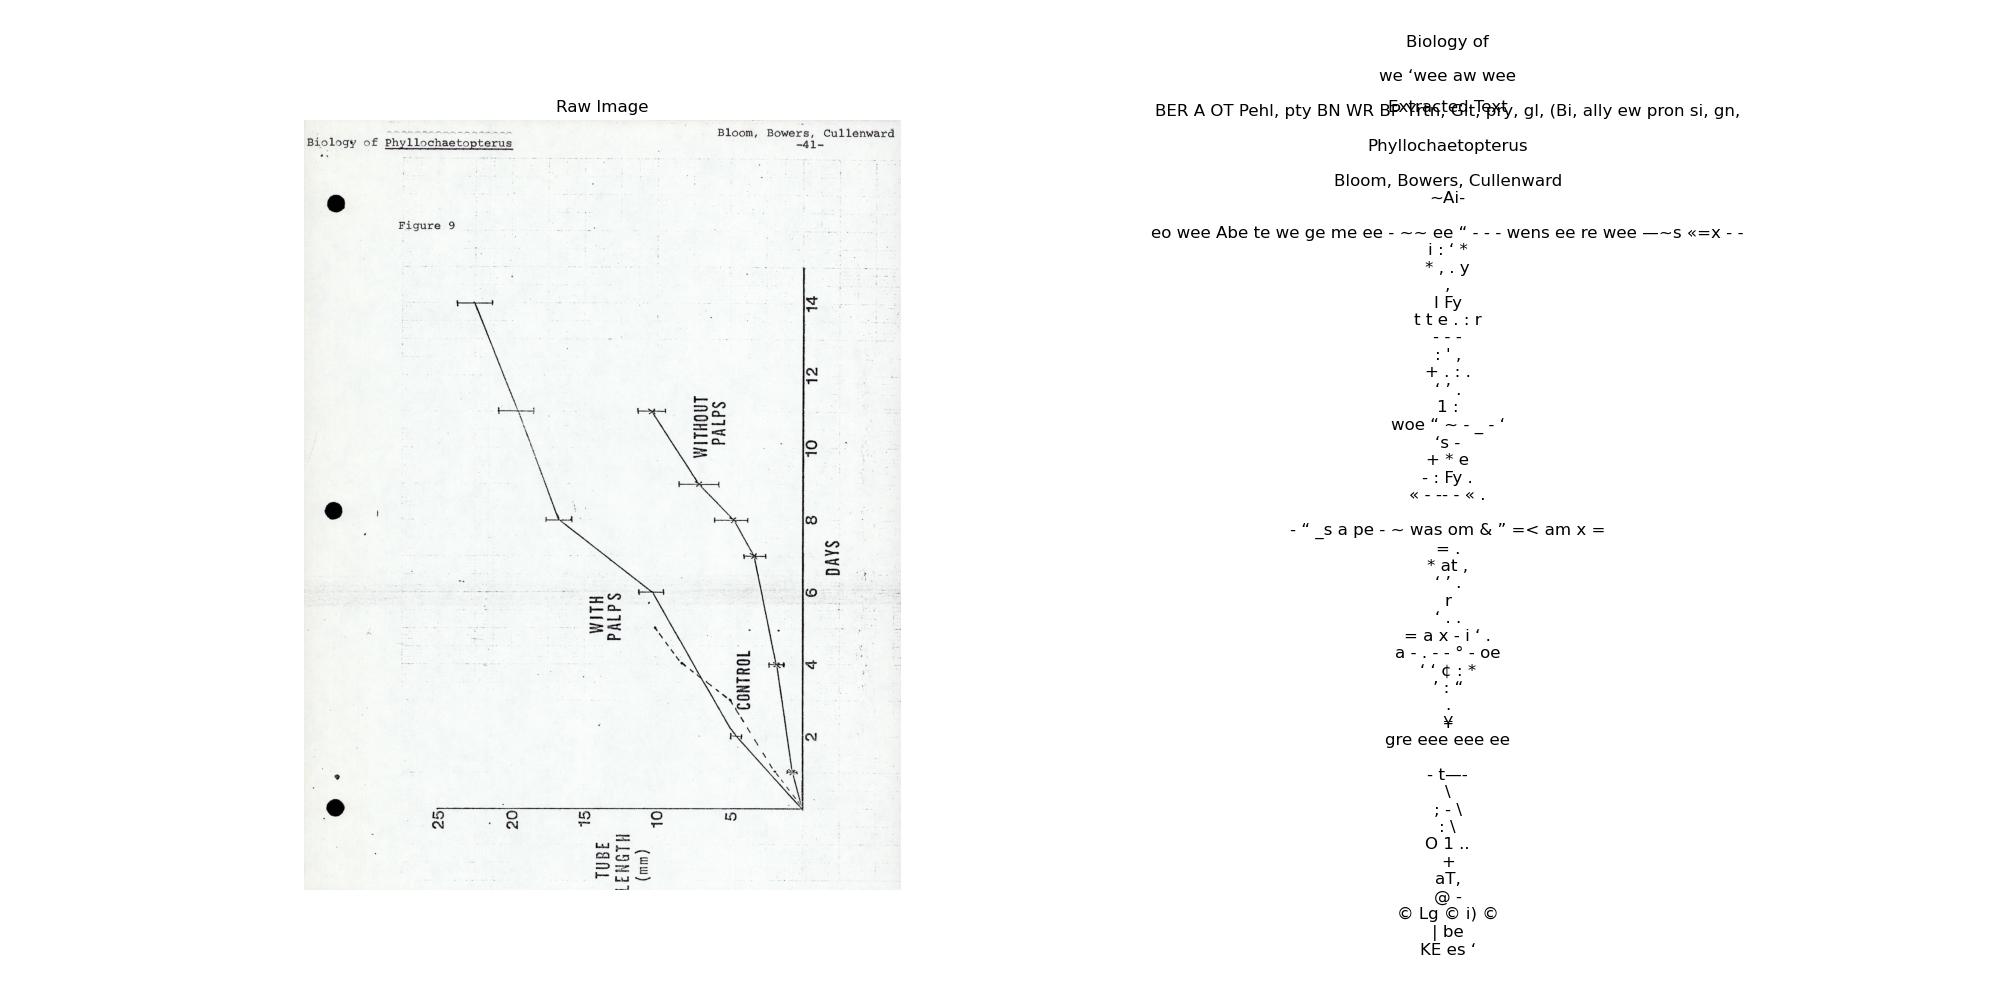 Raw Image
Biology of Phyllochaetopterus
Bloom, Bowers, Cullenward
-41-
Figure 9
14
12
10
8
6
4
2
DAYS
WITHOUT
PALPS
WITH
PALPS
CONTROL
25
20
15
10
5
TUBE
LENGTH
(mm)
Biology of
we ‘wee aw wee
Extracted Text
BER A OT Pehl, pty BN WR BP Yrtn, Git, pry, gl, (Bi, ally ew pron si, gn,
Phyllochaetopterus
Bloom, Bowers, Cullenward
~Ai-
eo wee Abe te we ge me ee - ~~ ee “ - - - wens ee re wee —~s «=x - -
i : ‘ *
* , . y
,
I Fy
t t e . : r
- - -
: ' ,
+ . : .
‘ ’ .
1 :
woe “ ~ - _ - ‘
‘s -
+ * e
- : Fy .
« - -- - « .
- “ _s a pe - ~ was om & ” =< am x =
= .
* at ,
‘ ’ .
r
‘ . .
= a x - i ‘ .
a - . - - ° - oe
‘ ‘ ¢ : *
’ : “
.
¥
gre eee eee ee
- t—-
\
; - \
: \
O 1 ..
+
aT,
@ -
© Lg © i) ©
| be
KE es ‘